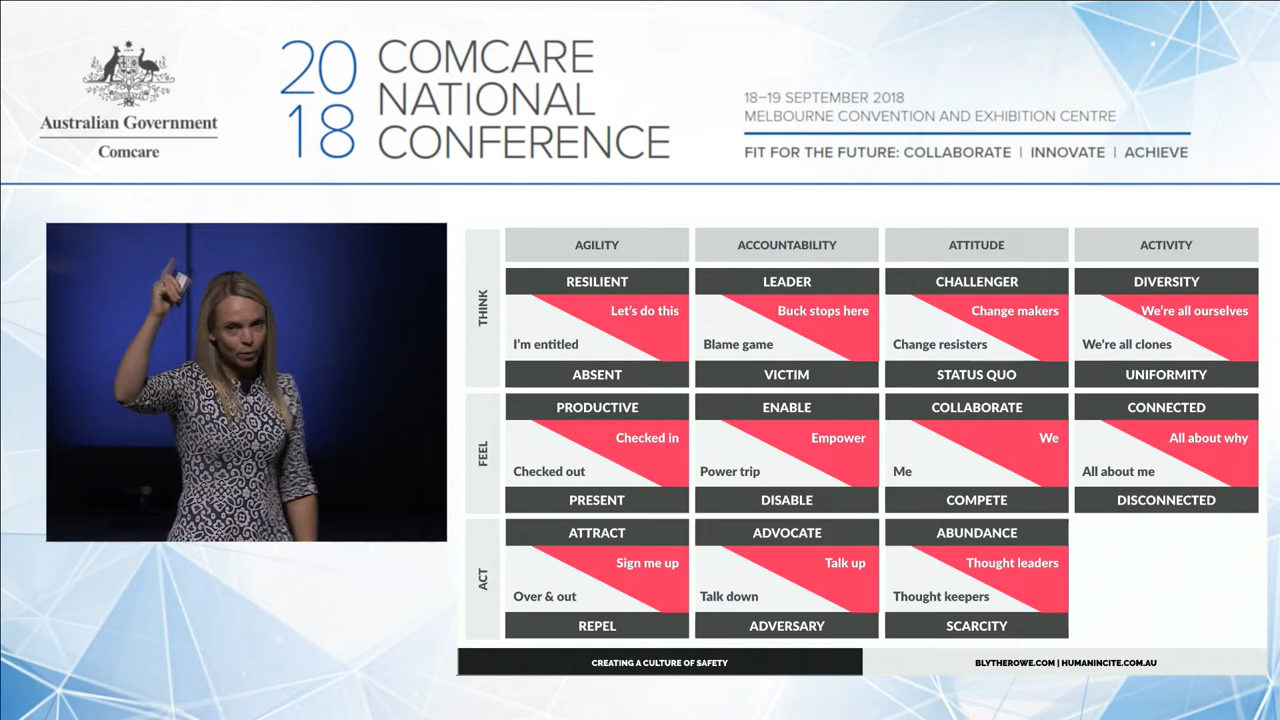 Australian Government
Comcare
20
18
COMCARE
NATIONAL
CONFERENCE
18–19 SEPTEMBER 2018
MELBOURNE CONVENTION AND EXHIBITION CENTRE
FIT FOR THE FUTURE: COLLABORATE | INNOVATE | ACHIEVE
AGILITY
ACCOUNTABILITY
ATTITUDE
ACTIVITY
THINK
RESILIENT
Let's do this
I'm entitled
ABSENT
LEADER
Buck stops here
Blame game
VICTIM
CHALLENGER
Change makers
Change resisters
STATUS QUO
DIVERSITY
We're all ourselves
We're all clones
UNIFORMITY
FEEL
PRODUCTIVE
Checked in
Checked out
PRESENT
ENABLE
Empower
Power trip
DISABLE
COLLABORATE
We
Me
COMPETE
CONNECTED
All about why
All about me
DISCONNECTED
ACT
ATTRACT
Sign me up
Over & out
REPEL
ADVOCATE
Talk up
Talk down
ADVERSARY
ABUNDANCE
Thought leaders
Thought keepers
SCARCITY
CREATING A CULTURE OF SAFETY
BLYTHEROWE.COM | HUMANINCITE.COM.AU